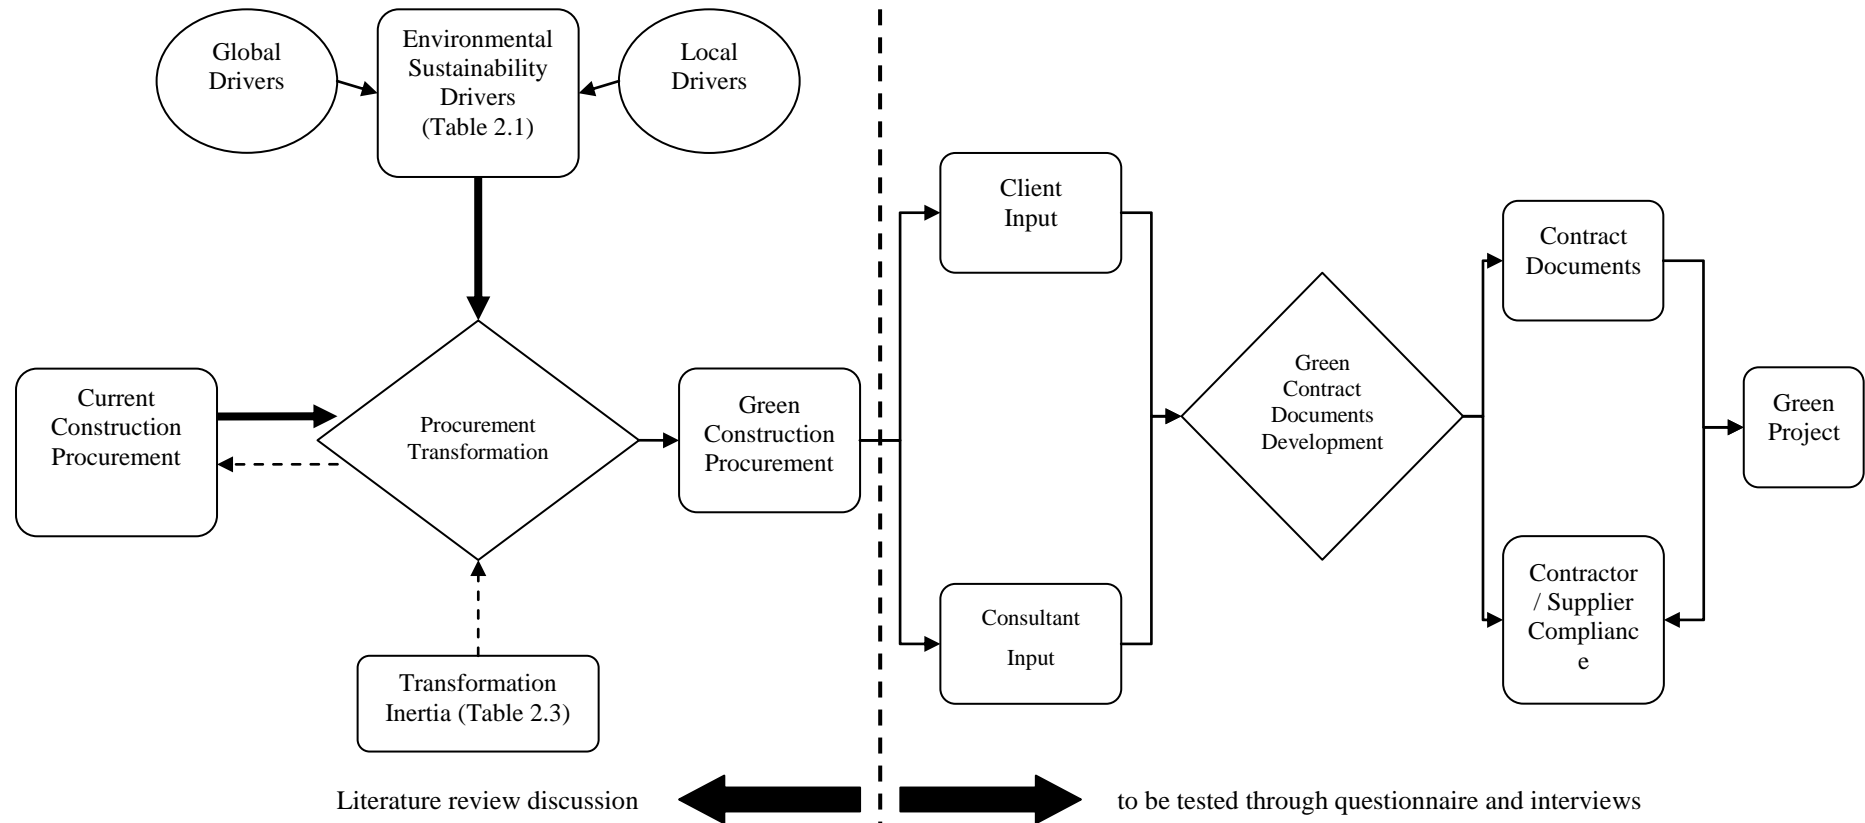 Global
Drivers
Environmental
Sustainability
Drivers
(Table 2.1)
Local
Drivers
Current
Construction
Procurement
Procurement
Transformation
Green
Construction
Procurement
Transformation
Inertia (Table 2.3)
Client
Input
Consultant
Input
Green
Contract
Documents
Development
Contract
Documents
Contractor
/ Supplier
Complianc
e
Green
Project
Literature review discussion
to be tested through questionnaire and interviews